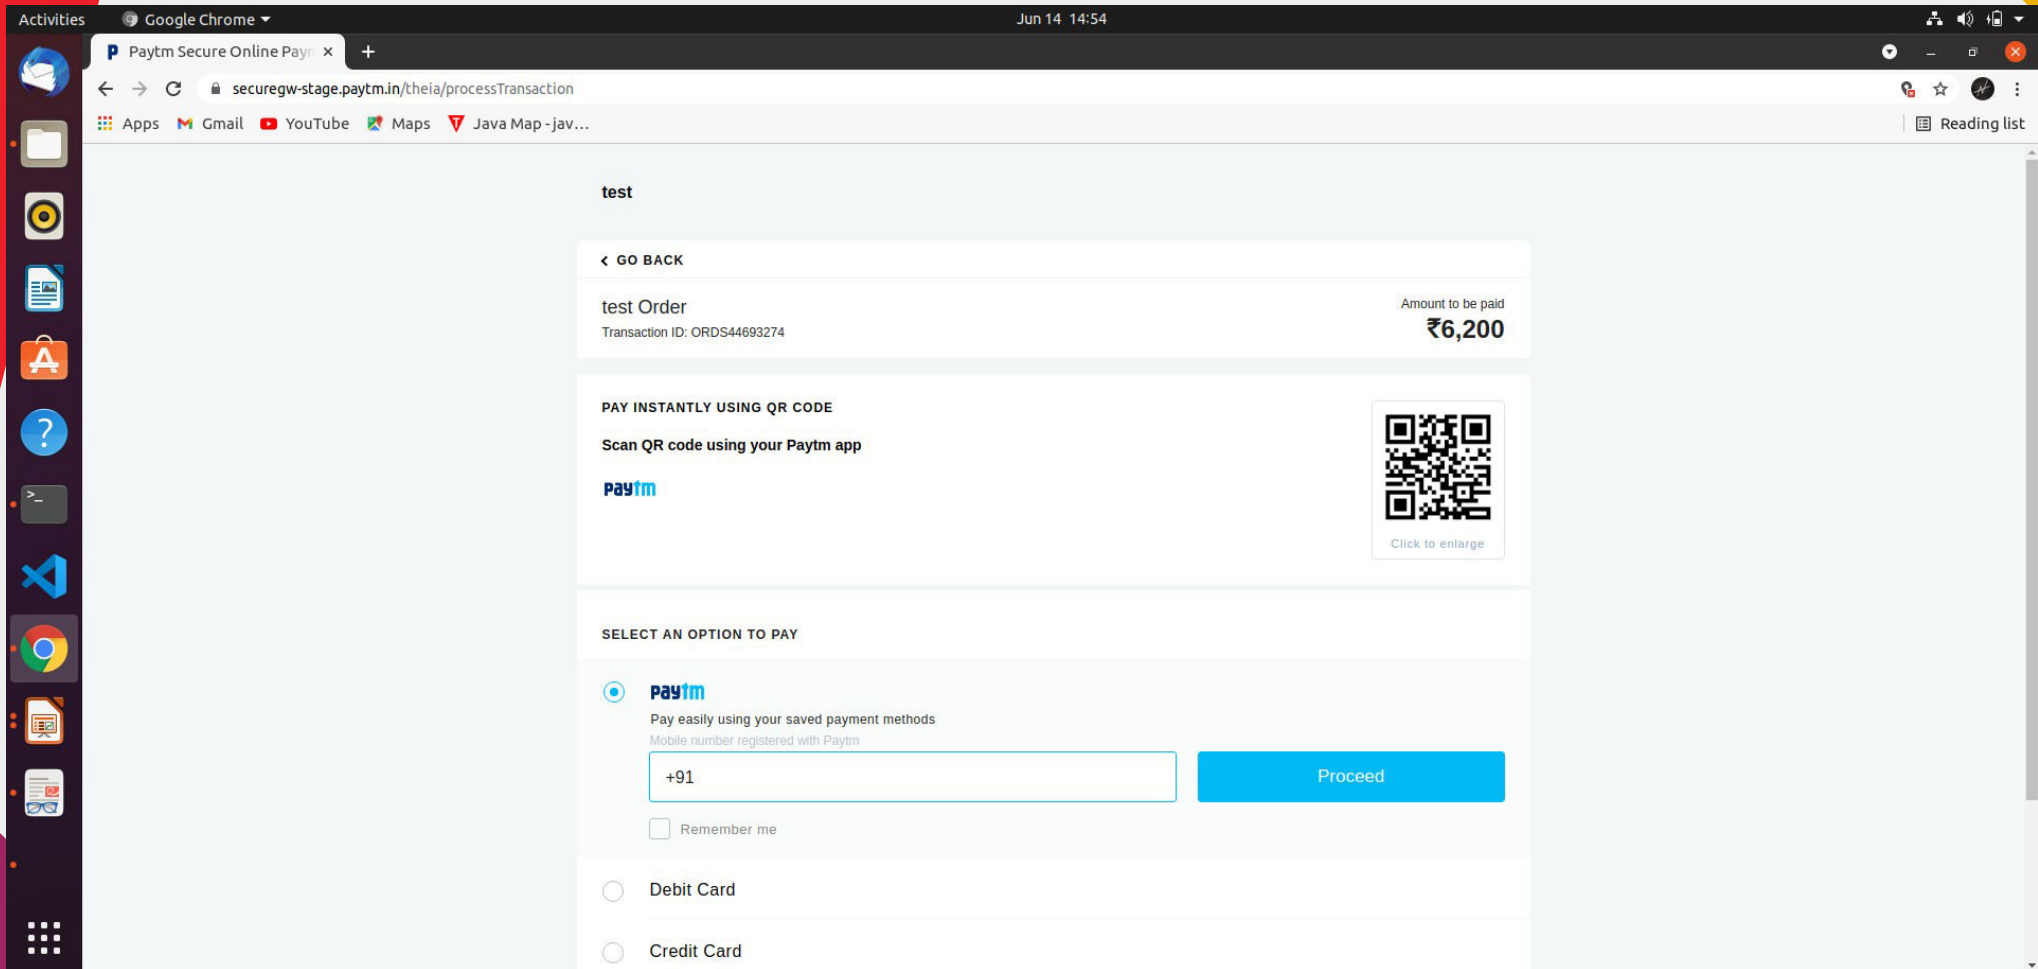 Activities Google Chrome Jun 14 14:54
Paytm Secure Online Paym
securegw-stage.paytm.in/theia/processTransaction
Apps Gmail YouTube Maps Java Map - jav... Reading list
test
GO BACK
test Order Amount to be paid
Transaction ID: ORDS44693274 ₹6,200
PAY INSTANTLY USING QR CODE
Scan QR code using your Paytm app
paytm
Click to enlarge
SELECT AN OPTION TO PAY
paytm
Pay easily using your saved payment methods
Mobile number registered with Paytm
+91 Proceed
Remember me
Debit Card
Credit Card